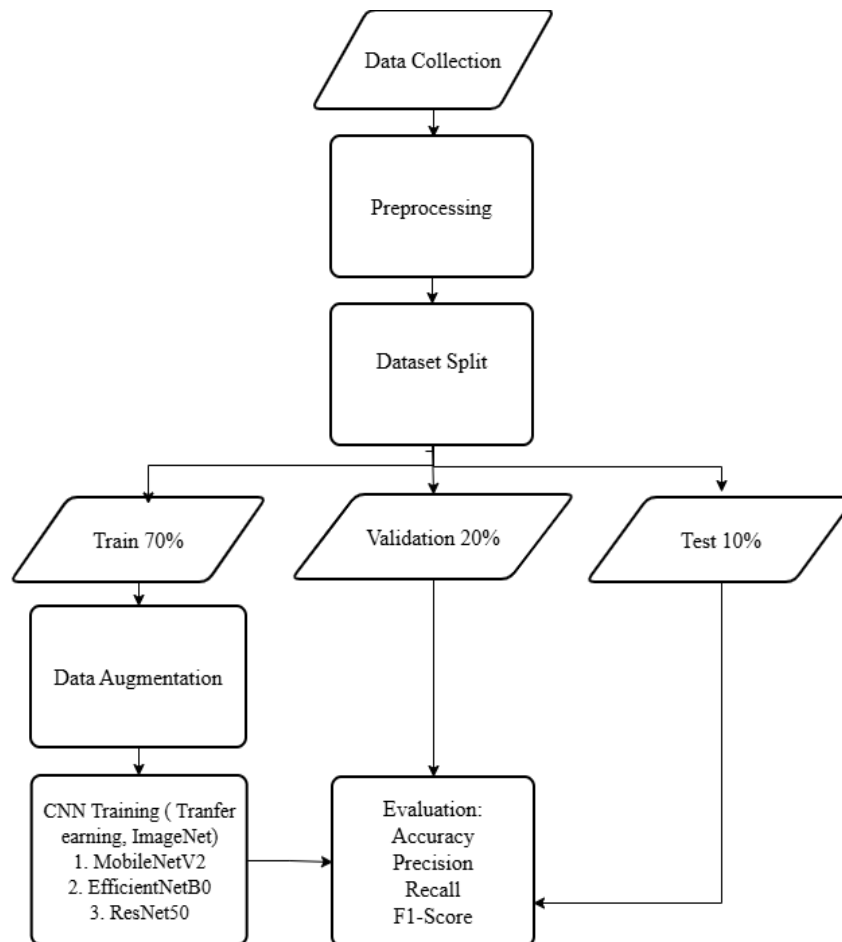 Data Collection
Preprocessing
Dataset Split
Train 70%
Validation 20%
Test 10%
Data Augmentation
CNN Training ( Tranfer
earning, ImageNet)
1. MobileNetV2
2. EfficientNetB0
3. ResNet50
Evaluation:
Accuracy
Precision
Recall
F1-Score